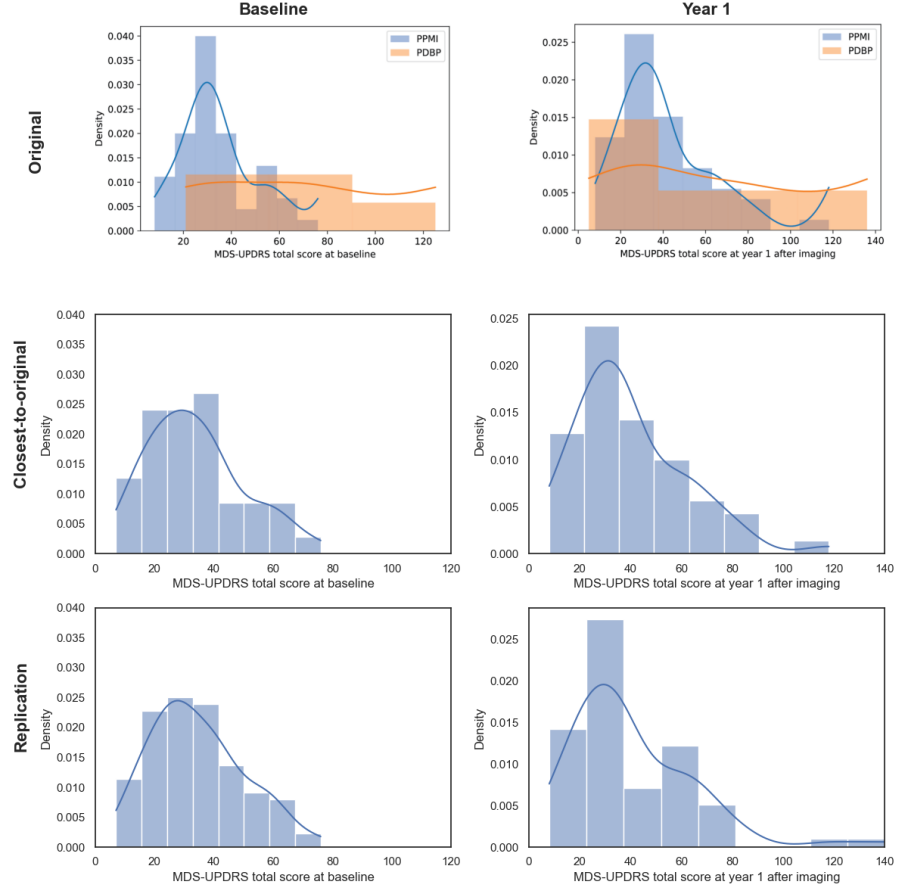 Baseline
Year 1
Original
0.040
0.035
0.030
0.025
0.020
0.015
0.010
0.005
0.000
Density
PPMI
PDBP
20 40 60 80 100 120
MDS-UPDRS total score at baseline
0.025
0.020
0.015
0.010
0.005
0.000
Density
PPMI
PDBP
0 20 40 60 80 100 120 140
MDS-UPDRS total score at year 1 after imaging
Closest-to-original
0.040
0.035
0.030
0.025
0.020
0.015
0.010
0.005
0.000
Density
0 20 40 60 80 100 120
MDS-UPDRS total score at baseline
0.025
0.020
0.015
0.010
0.005
0.000
Density
0 20 40 60 80 100 120 140
MDS-UPDRS total score at year 1 after imaging
Replication
0.040
0.035
0.030
0.025
0.020
0.015
0.010
0.005
0.000
Density
0 20 40 60 80 100 120
MDS-UPDRS total score at baseline
0.025
0.020
0.015
0.010
0.005
0.000
Density
0 20 40 60 80 100 120 140
MDS-UPDRS total score at year 1 after imaging